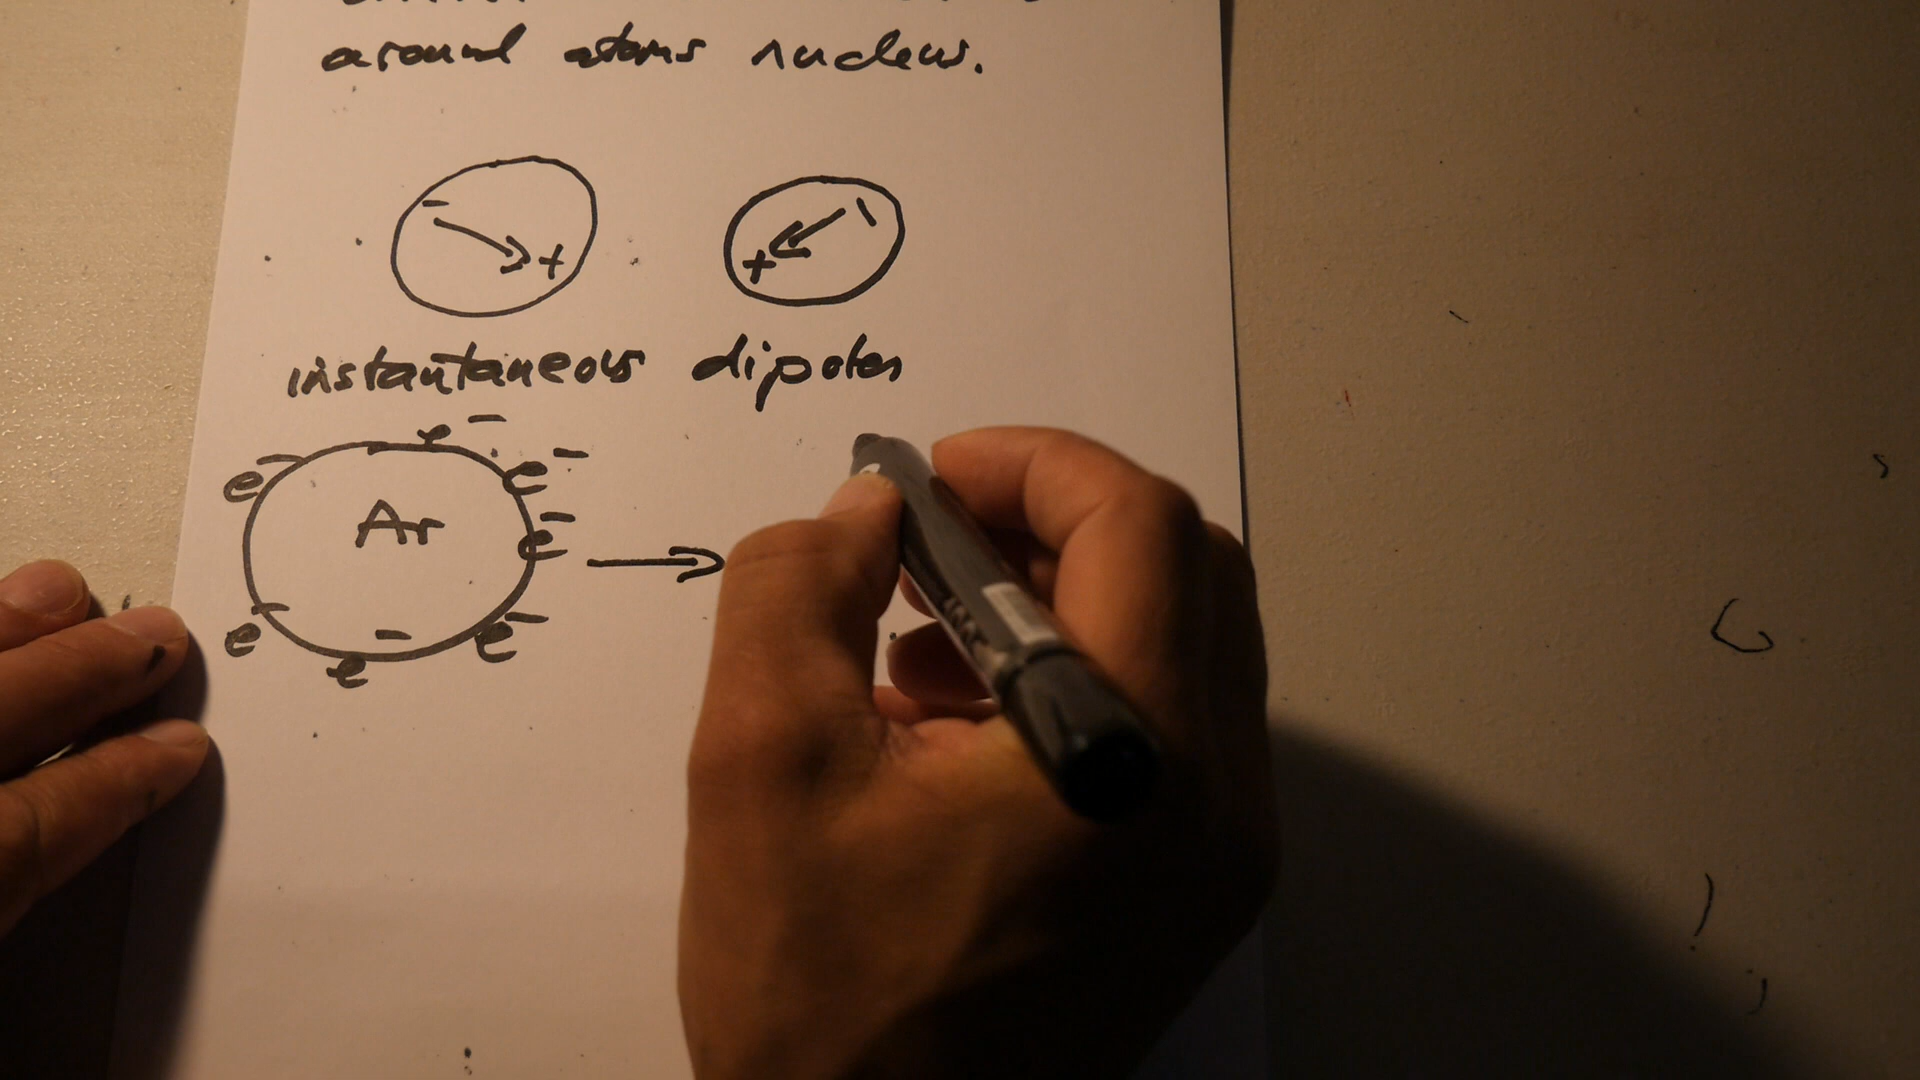 around atoms nucleus.
- +
+ -
instantaneous dipoles
e⁻
e⁻ e⁻
Ar
e⁻
e⁻ e⁻
e⁻